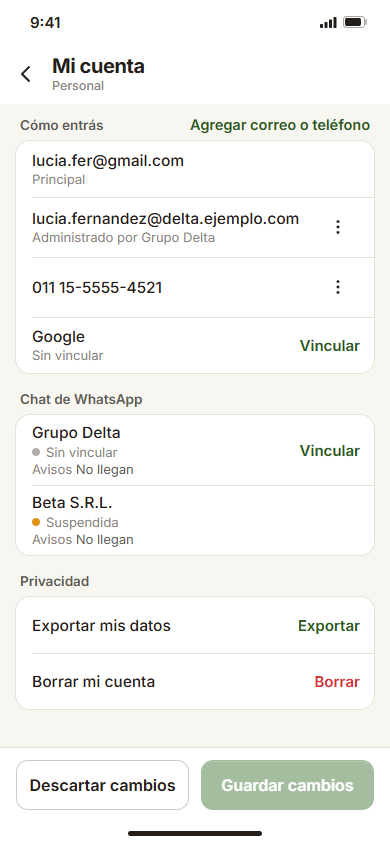 9:41
Mi cuenta
Personal
Cómo entrás
Agregar correo o teléfono
lucia.fer@gmail.com
Principal
lucia.fernandez@delta.ejemplo.com
Administrado por Grupo Delta
011 15-5555-4521
Google
Sin vincular
Vincular
Chat de WhatsApp
Grupo Delta
Sin vincular
Avisos No llegan
Vincular
Beta S.R.L.
Suspendida
Avisos No llegan
Privacidad
Exportar mis datos
Exportar
Borrar mi cuenta
Borrar
Descartar cambios
Guardar cambios